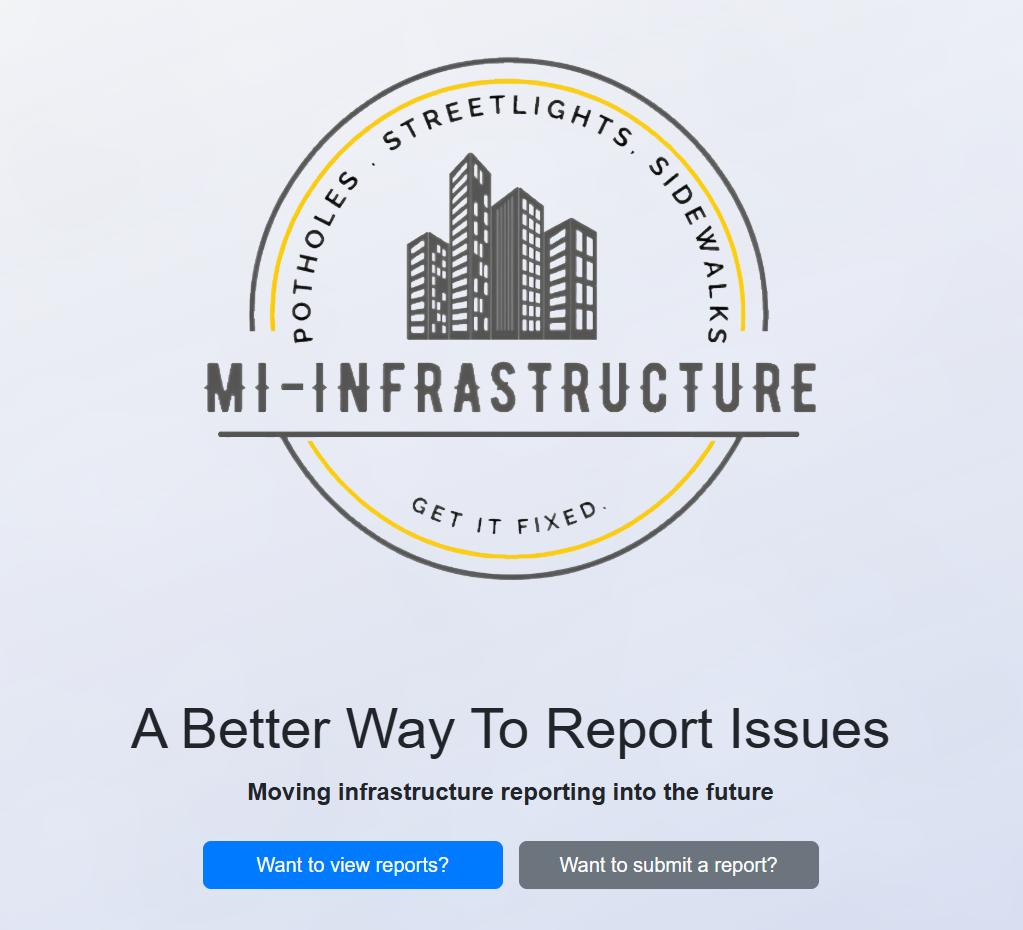 POTHOLES . STREETLIGHTS. SIDEWALKS
MI-INFRASTRUCTURE
GET IT FIXED.
A Better Way To Report Issues
Moving infrastructure reporting into the future
Want to view reports?
Want to submit a report?